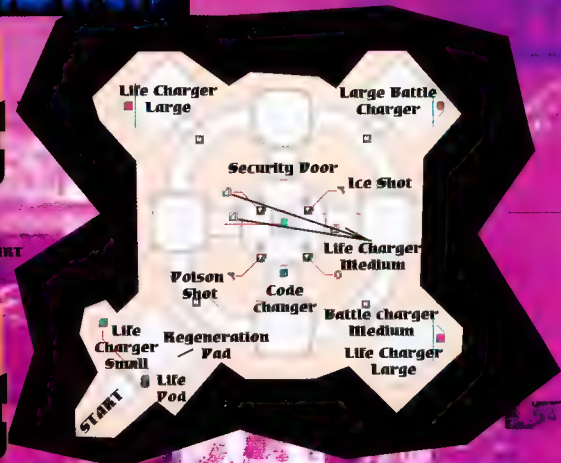 Life Charger
Large
Large Battle
Charger
Security Door
Ice Shot
Life Charger
Medium
Poison
Shot
Code
Changer
Battle Charger
Medium
Life Charger
Large
Life
Charger
Small
Regeneration
Pad
Life
Pod
START